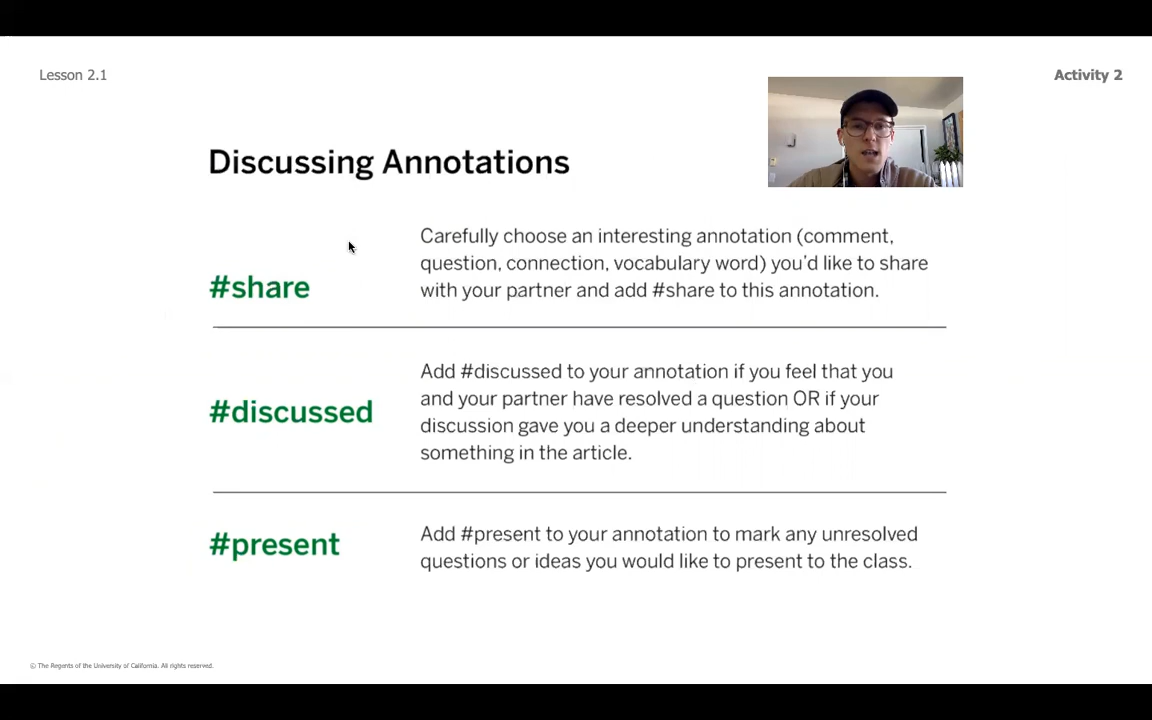 Lesson 2.1
Activity 2
Discussing Annotations
#share
Carefully choose an interesting annotation (comment,
question, connection, vocabulary word) you'd like to share
with your partner and add #share to this annotation.
#discussed
Add #discussed to your annotation if you feel that you
and your partner have resolved a question OR if your
discussion gave you a deeper understanding about
something in the article.
#present
Add #present to your annotation to mark any unresolved
questions or ideas you would like to present to the class.
© The Regents of the University of California. All rights reserved.